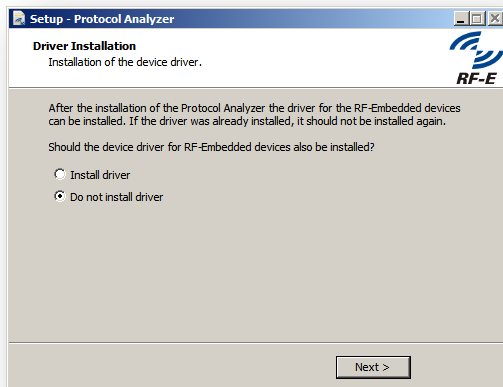 Setup - Protocol Analyzer
Driver Installation
Installation of the device driver.
RF-E
After the installation of the Protocol Analyzer the driver for the RF-Embedded devices
can be installed. If the driver was already installed, it should not be installed again.
Should the device driver for RF-Embedded devices also be installed?
Install driver
Do not install driver
Next >